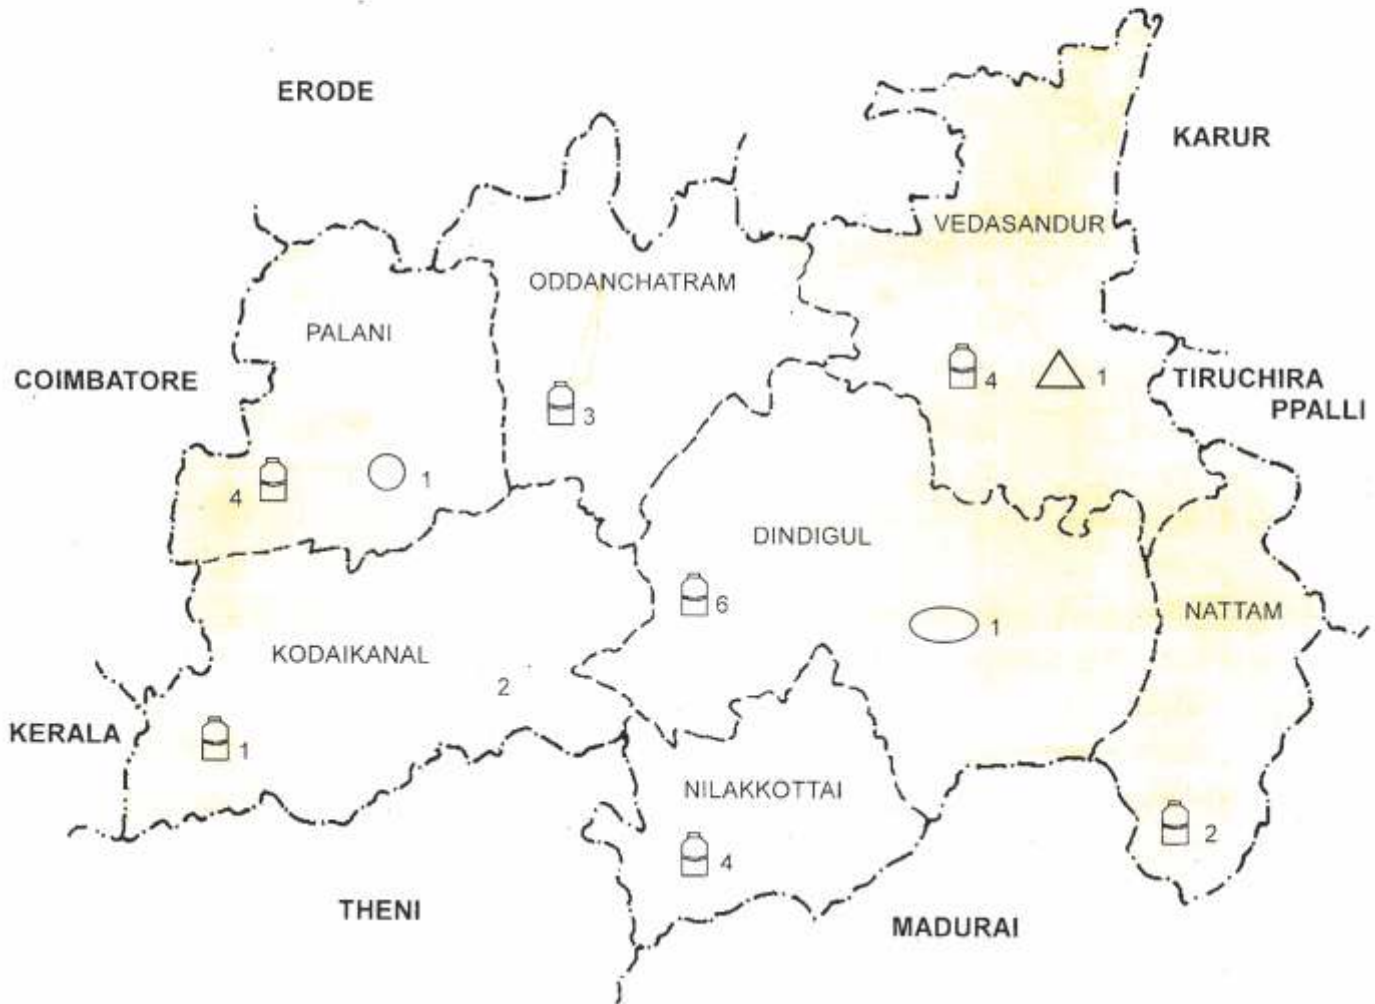 ERODE
KARUR
VEDASANDUR
ODDANCHATRAM
PALANI
COIMBATORE
4
1
TIRUCHIRA
PPALLI
3
4
1
DINDIGUL
6
NATTAM
1
KODAIKANAL
2
KERALA
1
NILAKKOTTAI
2
4
THENI
MADURAI